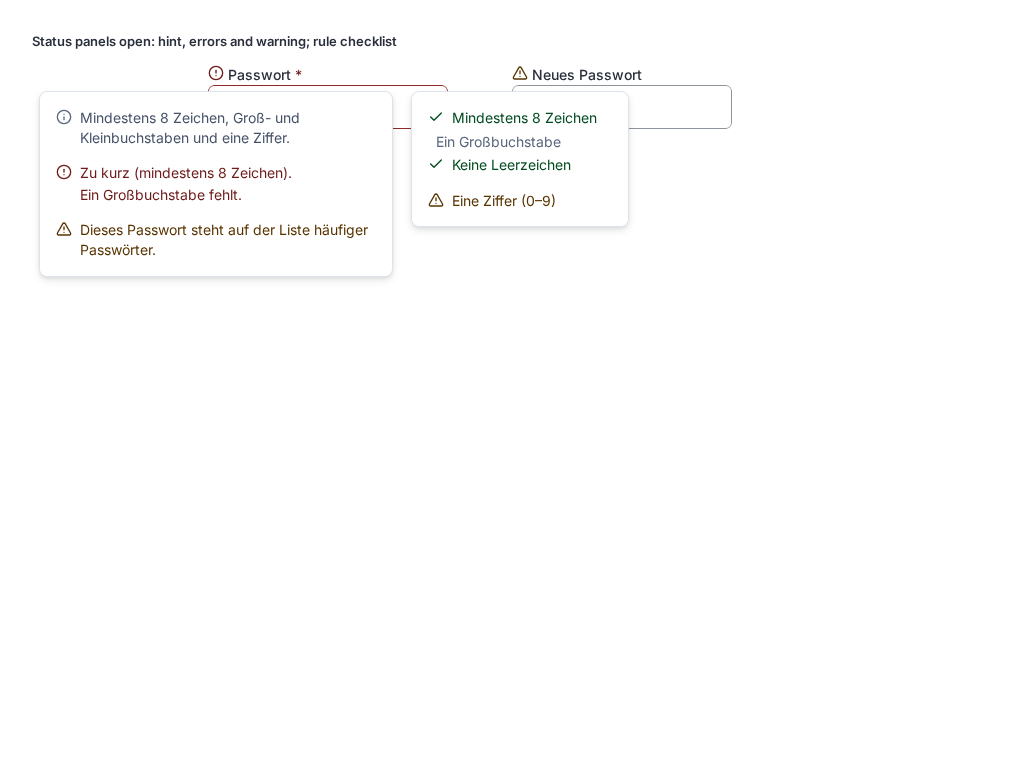 Status panels open: hint, errors and warning; rule checklist
Passwort *
Neues Passwort
Mindestens 8 Zeichen, Groß- und
Kleinbuchstaben und eine Ziffer.
Zu kurz (mindestens 8 Zeichen).
Ein Großbuchstabe fehlt.
Dieses Passwort steht auf der Liste häufiger
Passwörter.
Mindestens 8 Zeichen
Ein Großbuchstabe
Keine Leerzeichen
Eine Ziffer (0–9)